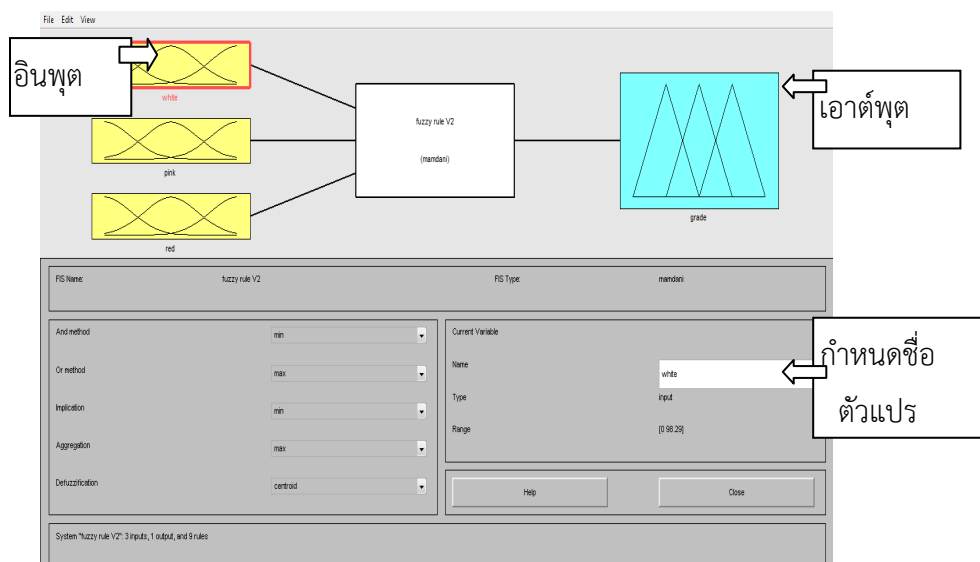 File Edit View
อินพุต
white
pink
red
fuzzy rule V2
(mamdani)
grade
เอาต์พุต
FIS Name: fuzzy rule V2 FIS Type: mamdani
And method min
Or method max
Implication min
Aggregation max
Defuzzification centroid
Current Variable
Name white
Type input
Range [0 98.29]
กำหนดชื่อ
ตัวแปร
Help Close
System "fuzzy rule V2": 3 inputs, 1 output, and 9 rules